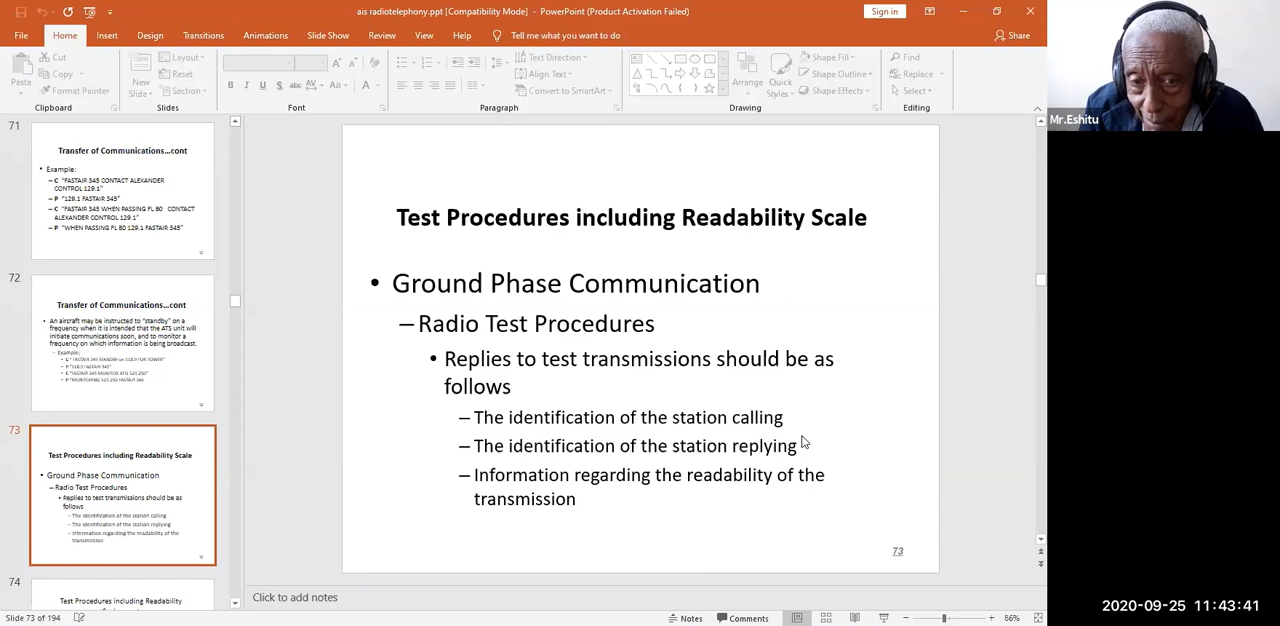 ais radiotelephony.ppt [Compatibility Mode] - PowerPoint (Product Activation Failed)
Sign in
File Home Insert Design Transitions Animations Slide Show Review View Help Tell me what you want to do
Share
Paste
Cut
Copy
Format Painter
Clipboard
New Slide
Layout
Reset
Section
Slides
Font
Text Direction
Align Text
Convert to SmartArt
Paragraph
Arrange
Quick Styles
Shape Fill
Shape Outline
Shape Effects
Drawing
Find
Replace
Select
Editing
Mr.Eshitu
71
Transfer of Communications...cont
• Example:
– C "FASTAIR 345 CONTACT ALEXANDER
CONTROL 129.1"
– P "129.1 FASTAIR 345"
– C "FASTAIR 345 WHEN PASSING FL 80 CONTACT
ALEXANDER CONTROL 129.1"
– P "WHEN PASSING FL 80 129.1 FASTAIR 345"
72
Transfer of Communications...cont
• An aircraft may be instructed to "standby" on a
frequency when it is intended that the ATS unit will
initiate communications soon, and to monitor a
frequency on which information is being broadcast.
– Example:
• C "FASTAIR 345 STANDBY on 118.9 FOR TOWER"
• P "118.9 FASTAIR 345"
• C "FASTAIR 345 MONITOR ATIS 123.250"
• P "MONITORING 123.250 FASTAIR 345
73
Test Procedures including Readability Scale
• Ground Phase Communication
– Radio Test Procedures
• Replies to test transmissions should be as
follows
– The identification of the station calling
– The identification of the station replying
– Information regarding the readability of the
transmission
74
Test Procedures including Readability
Test Procedures including Readability Scale
• Ground Phase Communication
– Radio Test Procedures
• Replies to test transmissions should be as
follows
– The identification of the station calling
– The identification of the station replying
– Information regarding the readability of the
transmission
73
Click to add notes
Slide 73 of 194
Notes
Comments
86%
2020-09-25 11:43:41